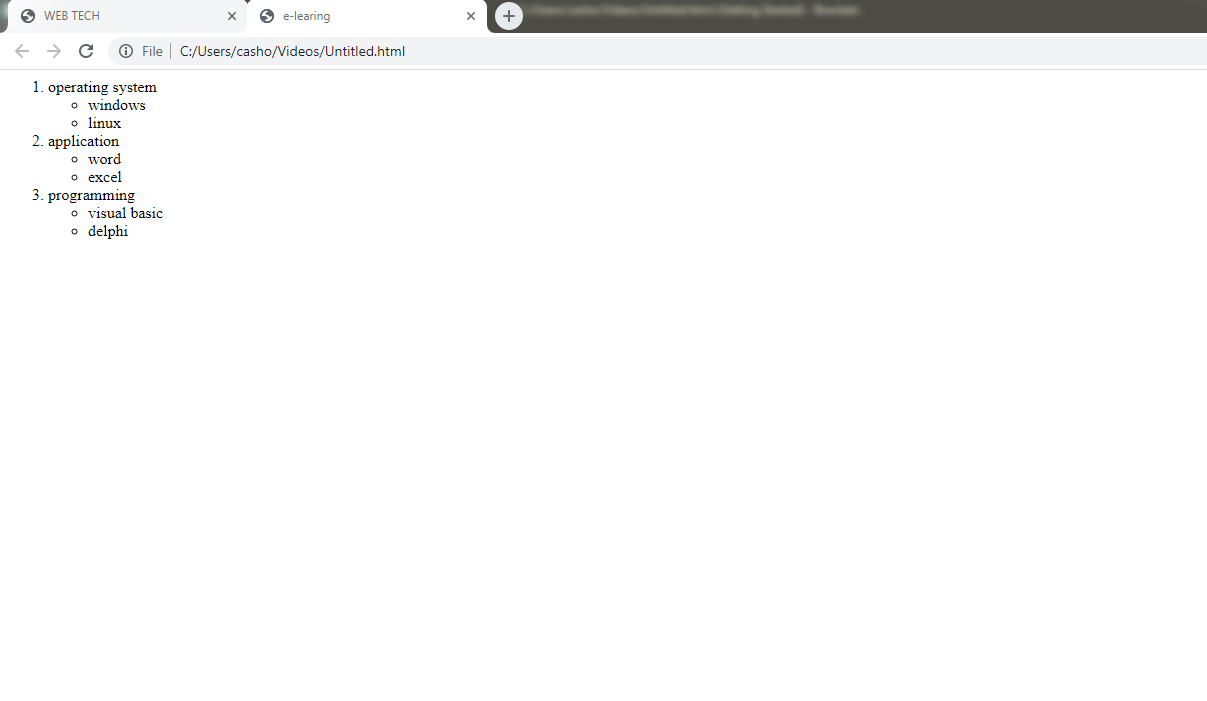 WEB TECH
e-learing
File C:/Users/casho/Videos/Untitled.html
1. operating system
windows
linux
2. application
word
excel
3. programming
visual basic
delphi